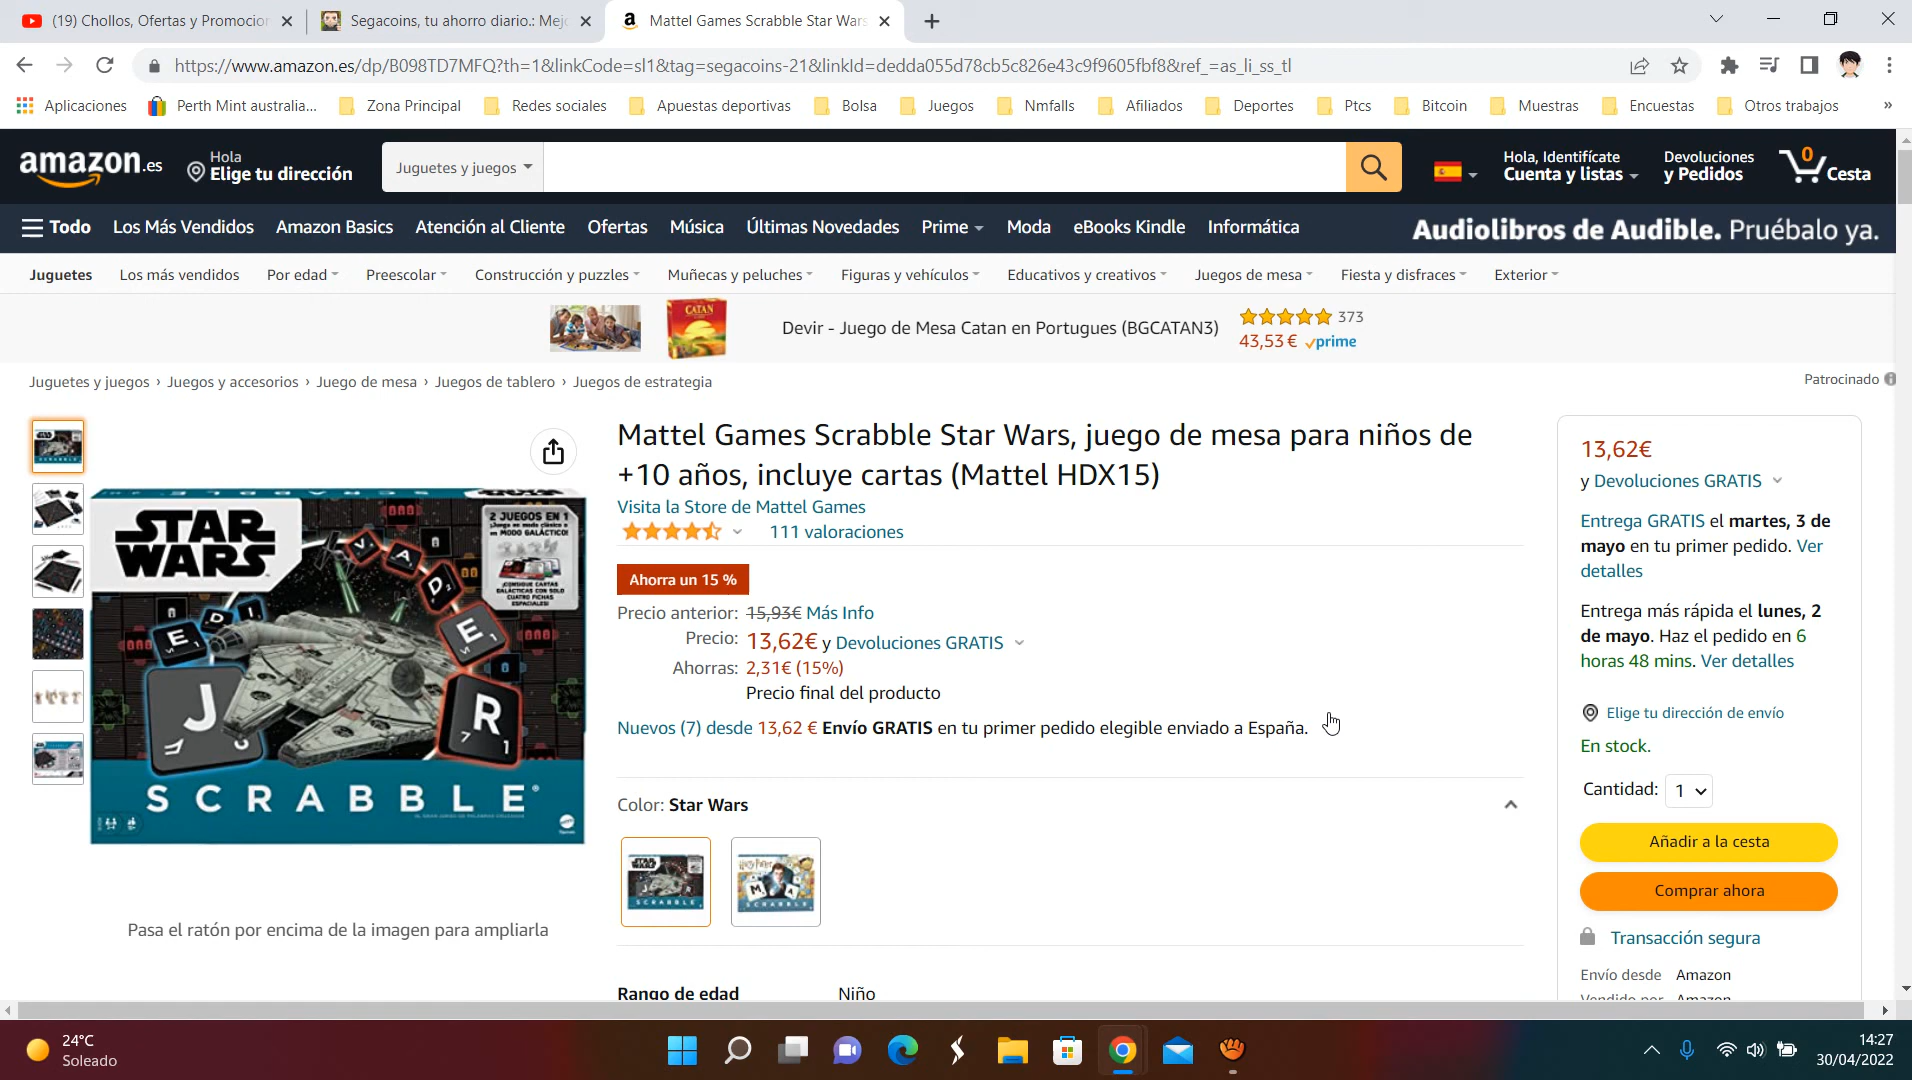 (19) Chollos, Ofertas y Promocion
Segacoins, tu ahorro diario.: Mejo
Mattel Games Scrabble Star Wars
https://www.amazon.es/dp/B098TD7MFQ?th=1&linkCode=sl1&tag=segacoins-21&linkId=dedda055d78cb5c826e43c9f9605fbf8&ref_=as_li_ss_tl
Aplicaciones
Perth Mint australia...
Zona Principal
Redes sociales
Apuestas deportivas
Bolsa
Juegos
Nmfalls
Afiliados
Deportes
Ptcs
Bitcoin
Muestras
Encuestas
Otros trabajos
»
amazon.es
Hola
Elige tu dirección
Juguetes y juegos
Hola, Identifícate
Cuenta y listas
Devoluciones
y Pedidos
0
Cesta
Todo
Los Más Vendidos
Amazon Basics
Atención al Cliente
Ofertas
Música
Últimas Novedades
Prime
Moda
eBooks Kindle
Informática
Audiolibros de Audible. Pruébalo ya.
Juguetes
Los más vendidos
Por edad
Preescolar
Construcción y puzzles
Muñecas y peluches
Figuras y vehículos
Educativos y creativos
Juegos de mesa
Fiesta y disfraces
Exterior
CATAN
Devir - Juego de Mesa Catan en Portugues (BGCATAN3)
373
43,53 € prime
Juguetes y juegos › Juegos y accesorios › Juego de mesa › Juegos de tablero › Juegos de estrategia
Patrocinado
STAR
WARS
2 JUEGOS EN 1
MODO GALÁCTICO!
V A D E R
J E D I
SCRABBLE
Pasa el ratón por encima de la imagen para ampliarla
Mattel Games Scrabble Star Wars, juego de mesa para niños de
+10 años, incluye cartas (Mattel HDX15)
Visita la Store de Mattel Games
111 valoraciones
Ahorra un 15 %
Precio anterior: 15,93€ Más Info
Precio: 13,62€ y Devoluciones GRATIS
Ahorras: 2,31€ (15%)
Precio final del producto
Nuevos (7) desde 13,62 € Envío GRATIS en tu primer pedido elegible enviado a España.
Color: Star Wars
Rango de edad
Niño
13,62€
y Devoluciones GRATIS
Entrega GRATIS el martes, 3 de
mayo en tu primer pedido. Ver
detalles
Entrega más rápida el lunes, 2
de mayo. Haz el pedido en 6
horas 48 mins. Ver detalles
Elige tu dirección de envío
En stock.
Cantidad: 1
Añadir a la cesta
Comprar ahora
Transacción segura
Envío desde Amazon
Vendido por Amazon
24°C
Soleado
14:27
30/04/2022